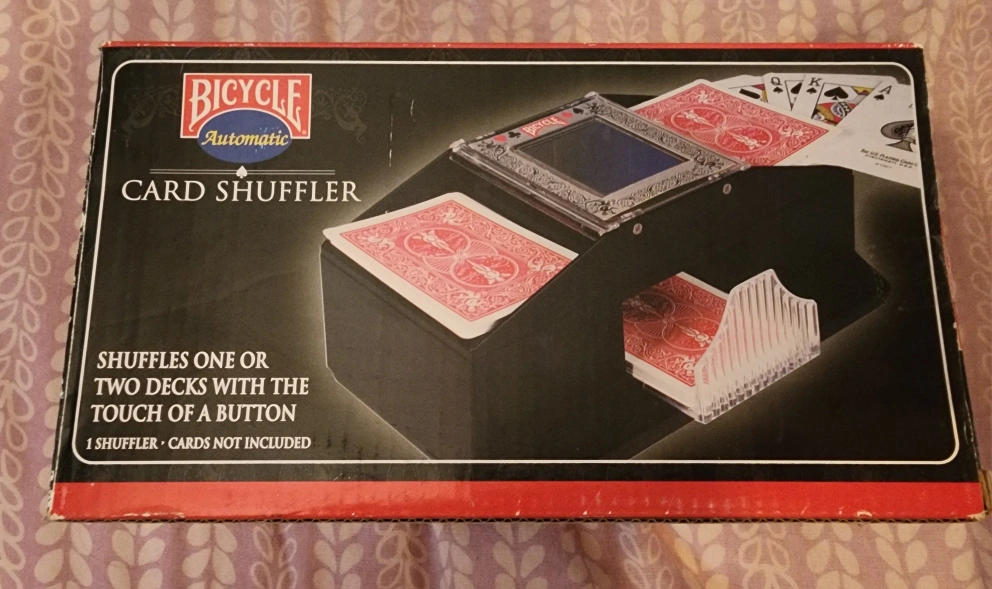 BICYCLE
Automatic
CARD SHUFFLER
BICYCLE
Q
K
A
SHUFFLES ONE OR
TWO DECKS WITH THE
TOUCH OF A BUTTON
1 SHUFFLER · CARDS NOT INCLUDED